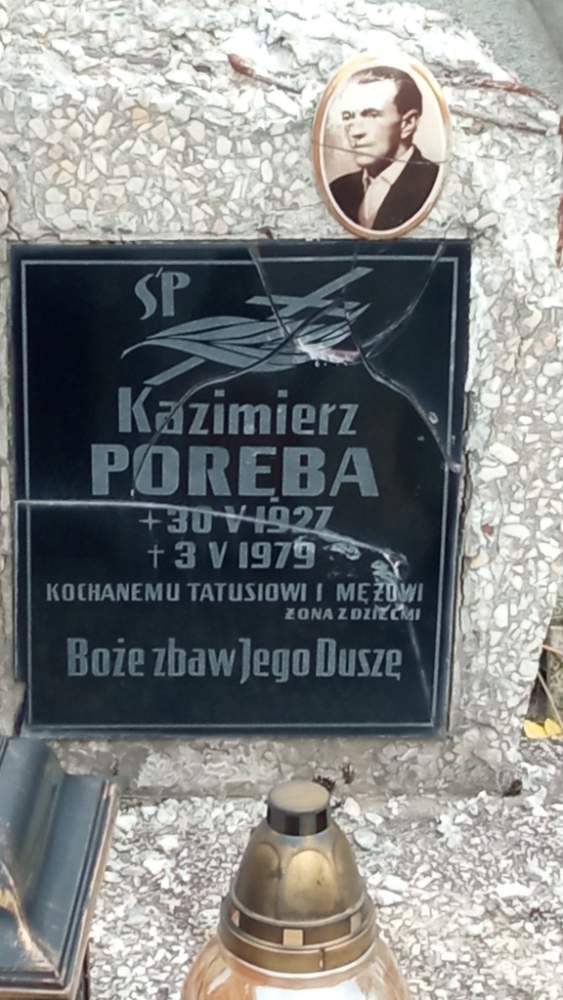 ŚP
Kazimierz
PORĘBA
+30 V 1927
† 3 V 1979
KOCHANEMU TATUSIOWI I MĘŻOWI
ŻONA Z DZIEĆMI
Boże zbaw Jego Duszę